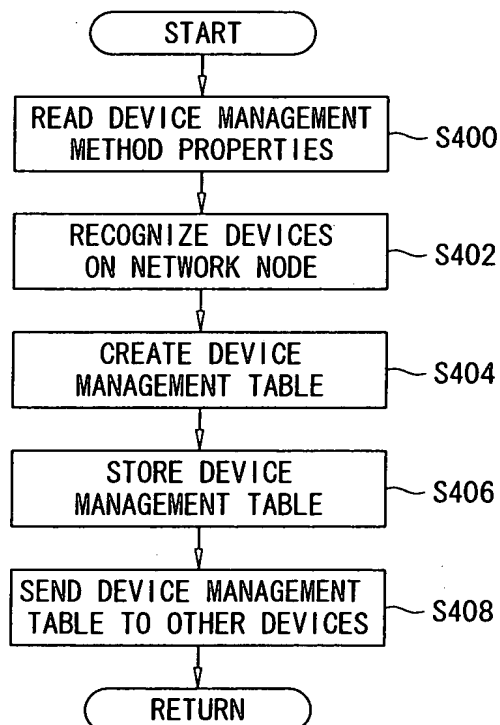 START
READ DEVICE MANAGEMENT
METHOD PROPERTIES
S400
RECOGNIZE DEVICES
ON NETWORK NODE
S402
CREATE DEVICE
MANAGEMENT TABLE
S404
STORE DEVICE
MANAGEMENT TABLE
S406
SEND DEVICE MANAGEMENT
TABLE TO OTHER DEVICES
S408
RETURN